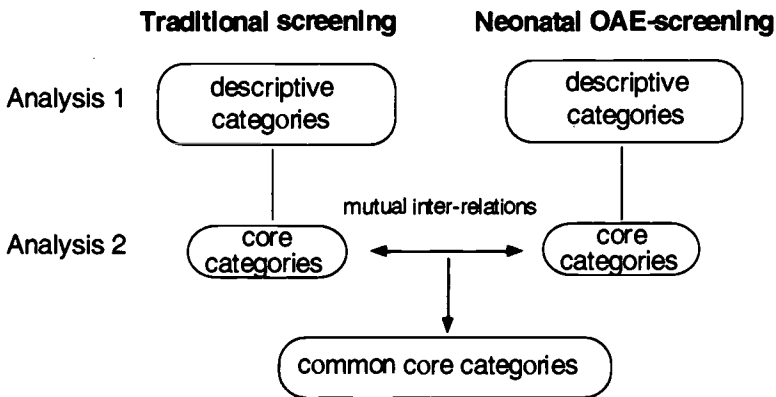 Traditional screening
Neonatal OAE-screening
Analysis 1
descriptive
categories
descriptive
categories
mutual inter-relations
Analysis 2
core
categories
core
categories
common core categories